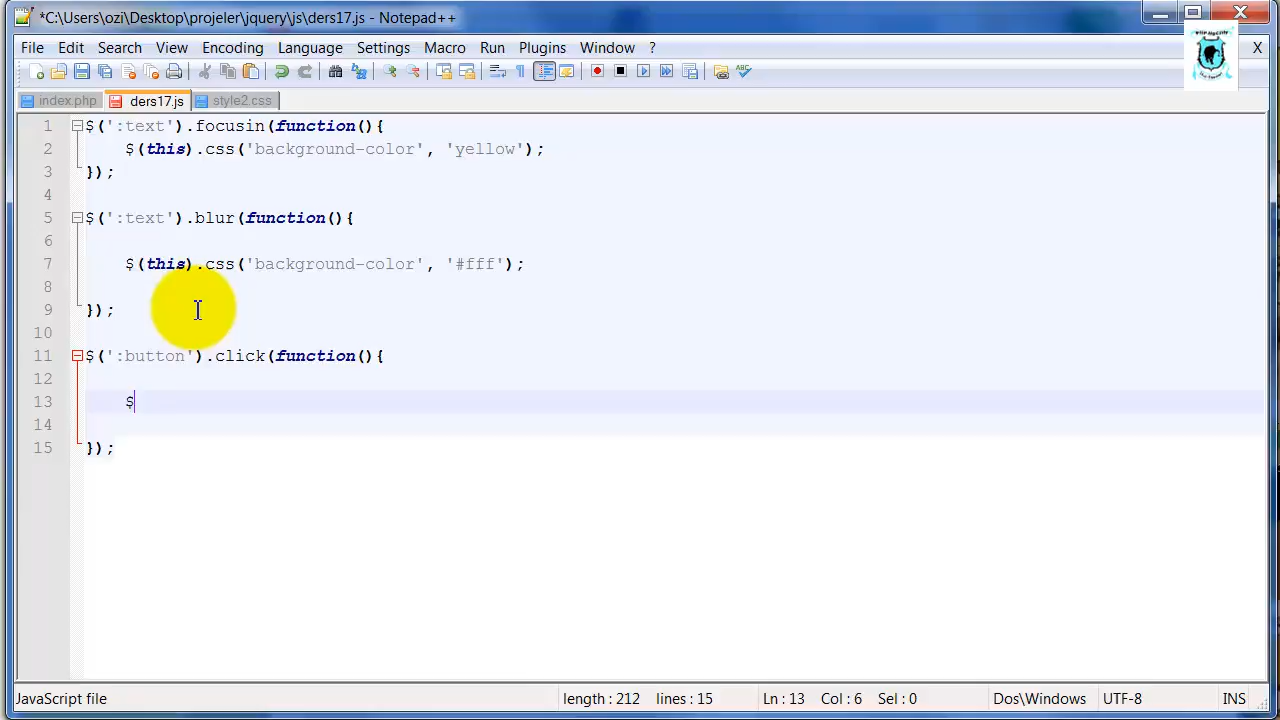 *C:\Users\ozi\Desktop\projeler\jquery\js\ders17.js - Notepad++
File Edit Search View Encoding Language Settings Macro Run Plugins Window ? X
index.php ders17.js style2.css
1 $(':text').focusin(function(){
2 $(this).css('background-color', 'yellow');
3 });
4
5 $(':text').blur(function(){
6
7 $(this).css('background-color', '#fff');
8
9 });
10
11 $(':button').click(function(){
12
13 $
14
15 });
JavaScript file length : 212 lines : 15 Ln : 13 Col : 6 Sel : 0 Dos\Windows UTF-8 INS